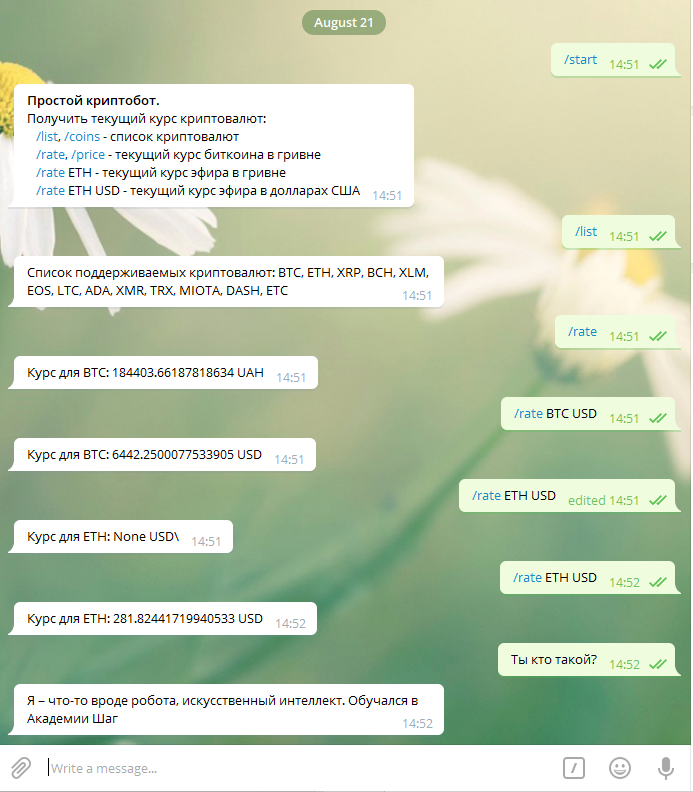 August 21
/start 14:51
Простой криптобот.
Получить текущий курс криптовалют:
/list, /coins - список криптовалют
/rate, /price - текущий курс биткоина в гривне
/rate ETH - текущий курс эфира в гривне
/rate ETH USD - текущий курс эфира в долларах США 14:51
/list 14:51
Список поддерживаемых криптовалют: BTC, ETH, XRP, BCH, XLM,
EOS, LTC, ADA, XMR, TRX, MIOTA, DASH, ETC 14:51
/rate 14:51
Курс для BTC: 184403.66187818634 UAH 14:51
/rate BTC USD 14:51
Курс для BTC: 6442.2500077533905 USD 14:51
/rate ETH USD edited 14:51
Курс для ETH: None USD\ 14:51
/rate ETH USD 14:52
Курс для ETH: 281.82441719940533 USD 14:52
Ты кто такой? 14:52
Я – что-то вроде робота, искусственный интеллект. Обучался в
Академии Шаг 14:52
Write a message...